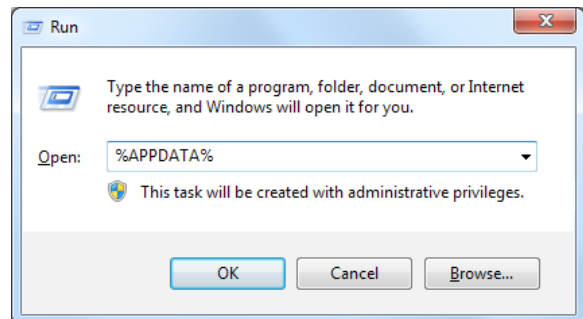 Run
Type the name of a program, folder, document, or Internet
resource, and Windows will open it for you.
Open: %APPDATA%
This task will be created with administrative privileges.
OK Cancel Browse...